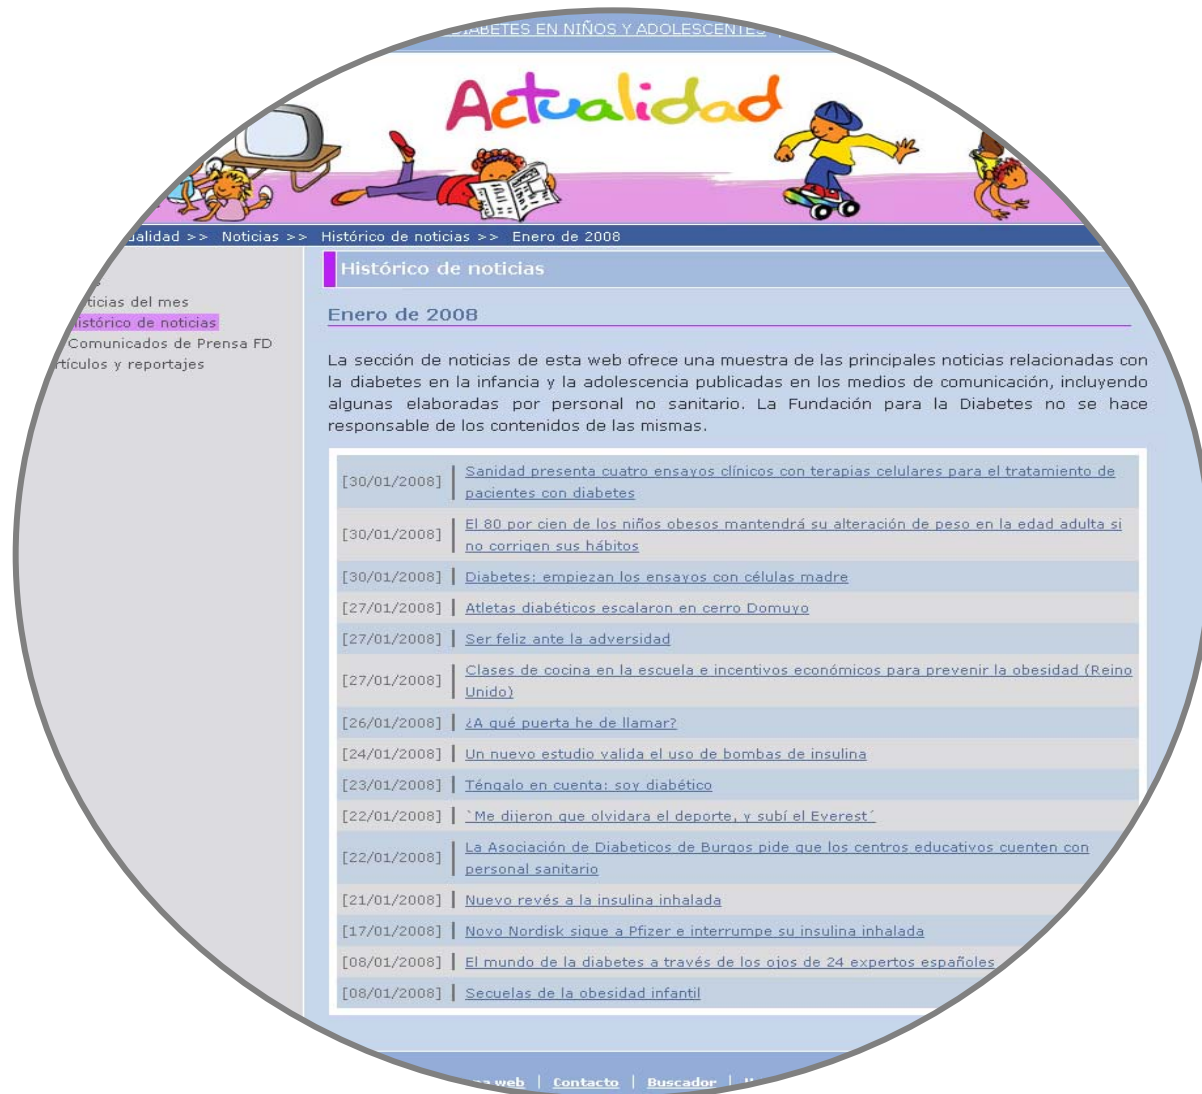 DIABETES EN NIÑOS Y ADOLESCENTES
Actualidad
>> Noticias >> Histórico de noticias >> Enero de 2008
Noticias del mes
Histórico de noticias
Comunicados de Prensa FD
Artículos y reportajes
Histórico de noticias
Enero de 2008
La sección de noticias de esta web ofrece una muestra de las principales noticias relacionadas con
la diabetes en la infancia y la adolescencia publicadas en los medios de comunicación, incluyendo
algunas elaboradas por personal no sanitario. La Fundación para la Diabetes no se hace
responsable de los contenidos de las mismas.
[30/01/2008] Sanidad presenta cuatro ensayos clínicos con terapias celulares para el tratamiento de
pacientes con diabetes
[30/01/2008] El 80 por cien de los niños obesos mantendrá su alteración de peso en la edad adulta si
no corrigen sus hábitos
[30/01/2008] Diabetes: empiezan los ensayos con células madre
[27/01/2008] Atletas diabéticos escalaron en cerro Domuyo
[27/01/2008] Ser feliz ante la adversidad
[27/01/2008] Clases de cocina en la escuela e incentivos económicos para prevenir la obesidad (Reino
Unido)
[26/01/2008] ¿A qué puerta he de llamar?
[24/01/2008] Un nuevo estudio valida el uso de bombas de insulina
[23/01/2008] Téngalo en cuenta: soy diabético
[22/01/2008] `Me dijeron que olvidara el deporte, y subí el Everest´
[22/01/2008] La Asociación de Diabeticos de Burgos pide que los centros educativos cuenten con
personal sanitario
[21/01/2008] Nuevo revés a la insulina inhalada
[17/01/2008] Novo Nordisk sigue a Pfizer e interrumpe su insulina inhalada
[08/01/2008] El mundo de la diabetes a través de los ojos de 24 expertos españoles
[08/01/2008] Secuelas de la obesidad infantil
web | Contacto | Buscador |